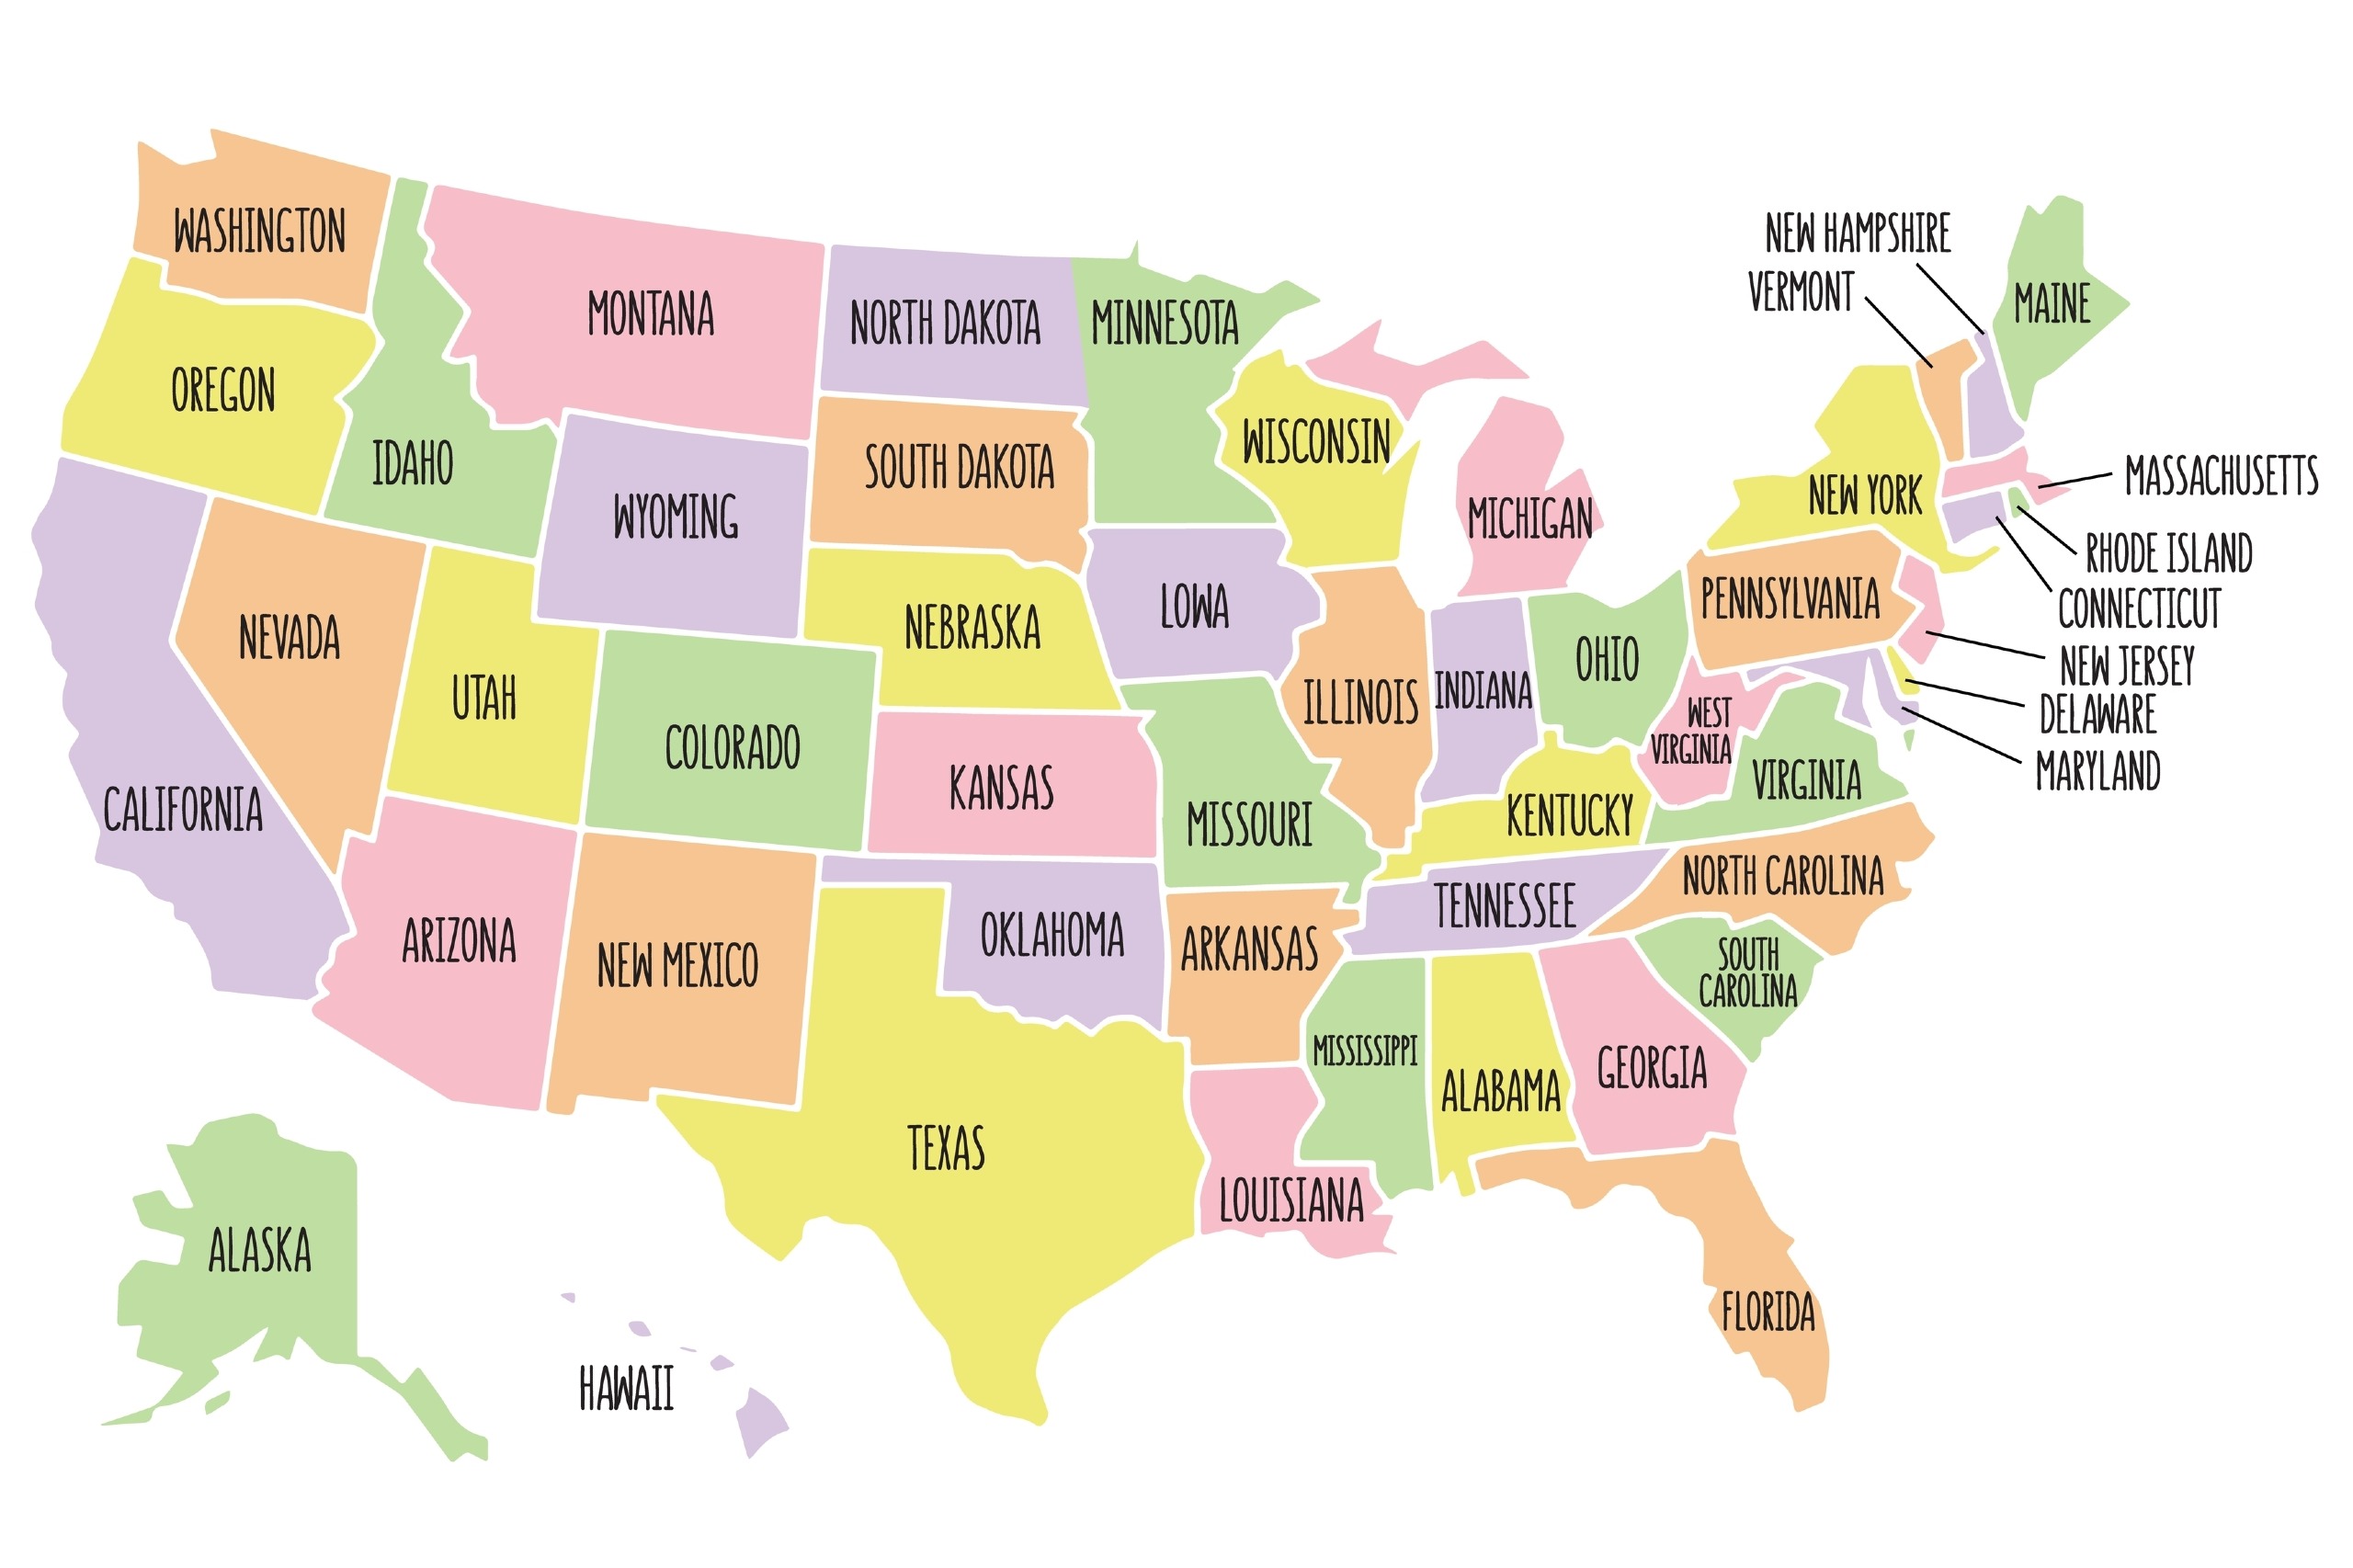 WASHINGTON
OREGON
IDAHO
MONTANA
NORTH DAKOTA
MINNESOTA
SOUTH DAKOTA
WYOMING
WISCONSIN
MICHIGAN
NEW HAMPSHIRE
VERMONT
MAINE
NEW YORK
MASSACHUSETTS
RHODE ISLAND
CONNECTICUT
NEW JERSEY
DELAWARE
MARYLAND
PENNSYLVANIA
CALIFORNIA
NEVADA
UTAH
COLORADO
NEBRASKA
IOWA
KANSAS
MISSOURI
ILLINOIS
INDIANA
OHIO
WEST
VIRGINIA
VIRGINIA
KENTUCKY
ARIZONA
NEW MEXICO
OKLAHOMA
ARKANSAS
TENNESSEE
NORTH CAROLINA
SOUTH
CAROLINA
MISSISSIPPI
ALABAMA
GEORGIA
TEXAS
LOUISIANA
FLORIDA
ALASKA
HAWAII